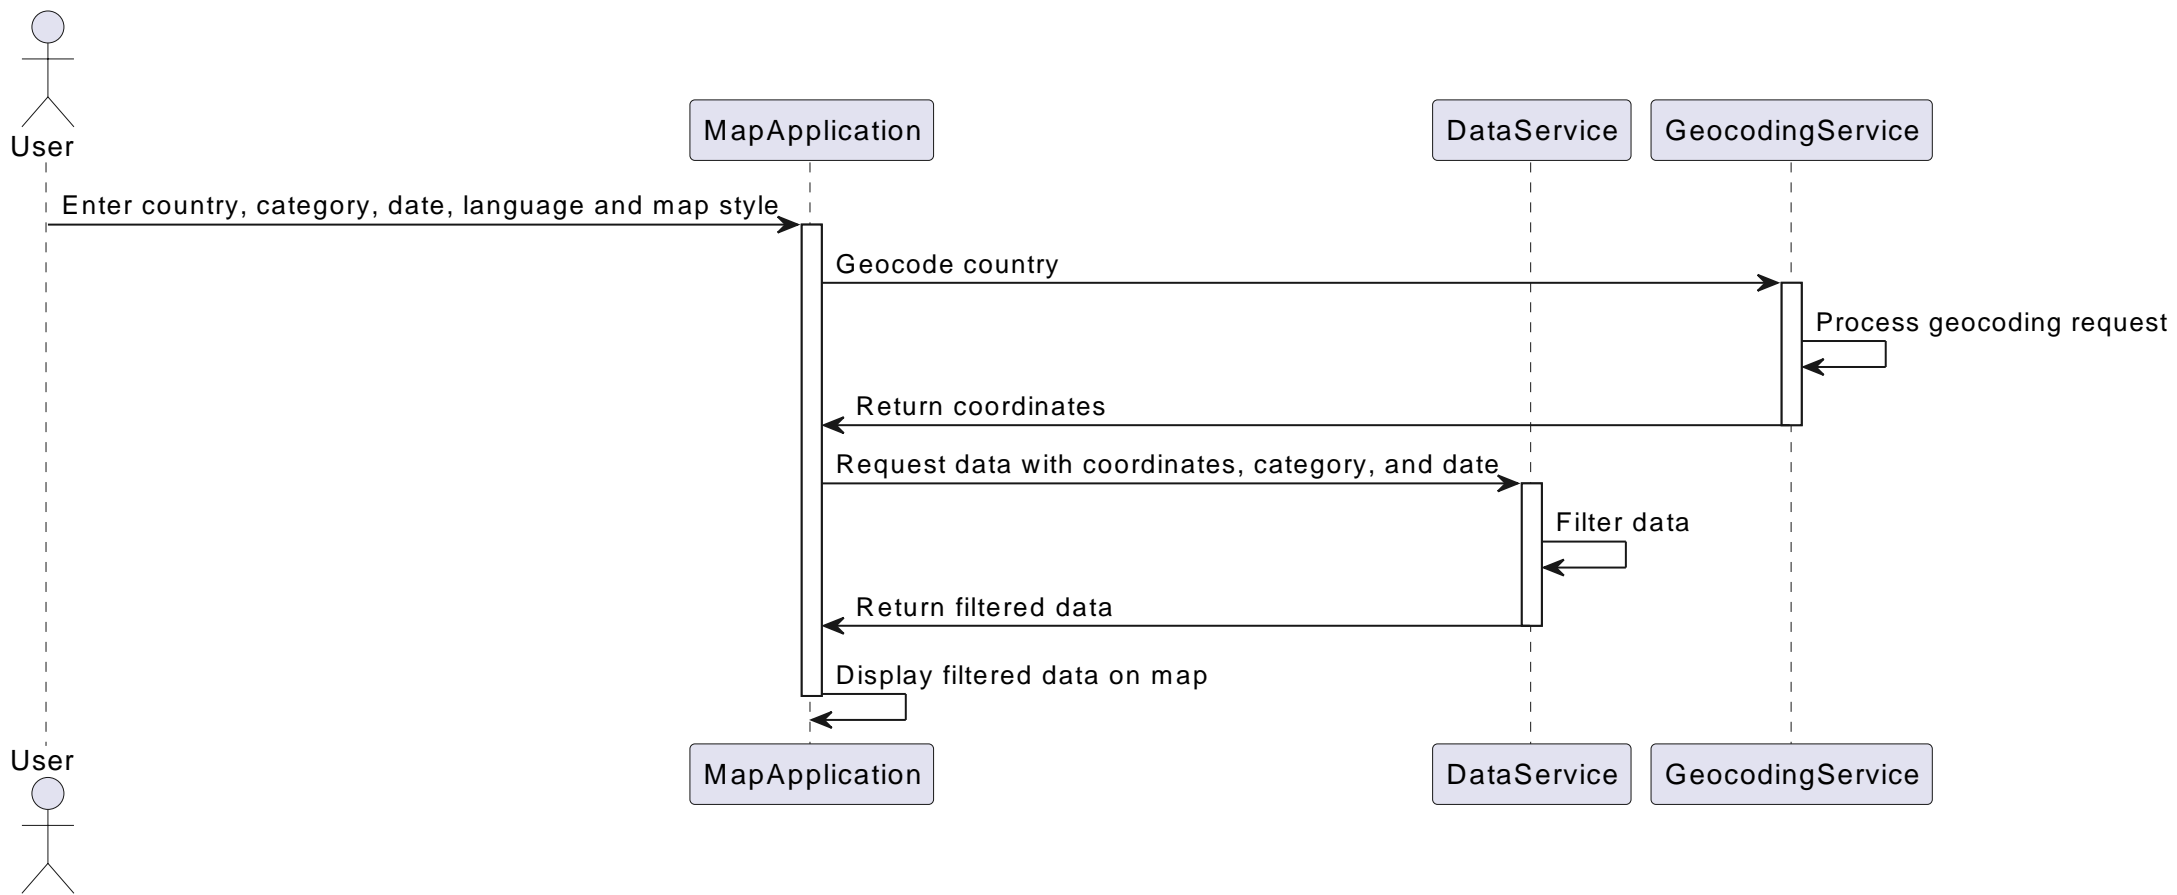 User
MapApplication
DataService
GeocodingService
Enter country, category, date, language and map style
Geocode country
Process geocoding request
Return coordinates
Request data with coordinates, category, and date
Filter data
Return filtered data
Display filtered data on map
User
MapApplication
DataService
GeocodingService